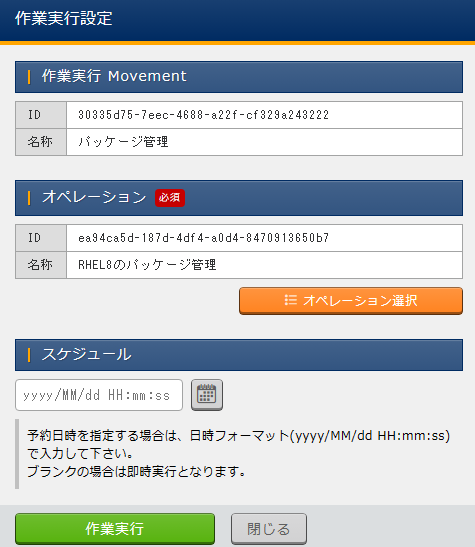 作業実行設定
作業実行 Movement
ID 30335d75-7eec-4688-a22f-cf329a243222
名称 パッケージ管理
オペレーション 必須
ID ea94ca5d-187d-4df4-a0d4-8470913650b7
名称 RHEL8のパッケージ管理
オペレーション選択
スケジュール
yyyy/MM/dd HH:mm:ss
予約日時を指定する場合は、日時フォーマット(yyyy/MM/dd HH:mm:ss)
で入力して下さい。
ブランクの場合は即時実行となります。
作業実行 閉じる